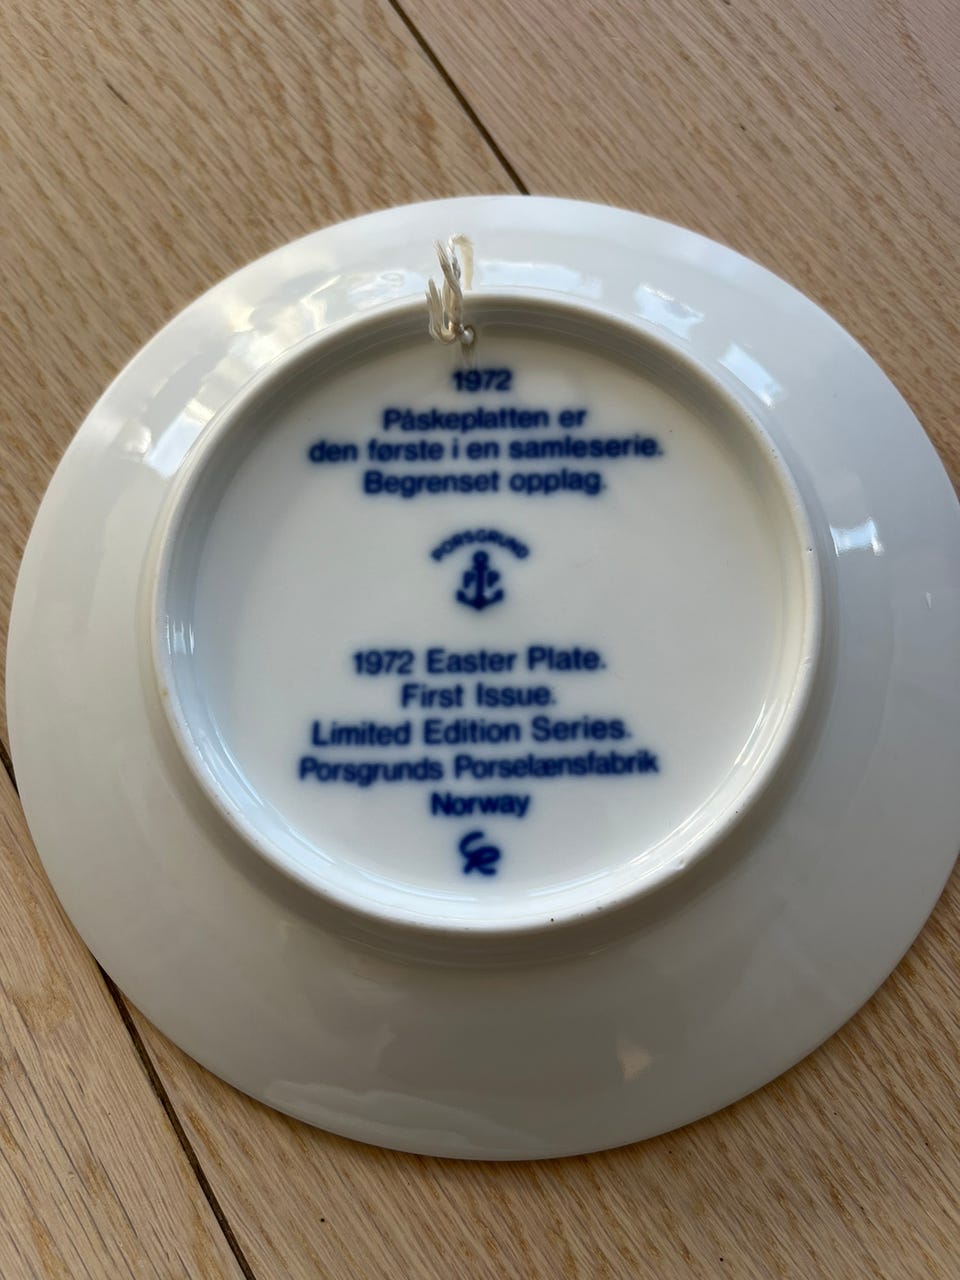 1972
Påskeplatten er
den første i en samleserie.
Begrenset opplag.
PORSGRUND
P P
1972 Easter Plate.
First Issue.
Limited Edition Series.
Porsgrunds Porselænsfabrik
Norway